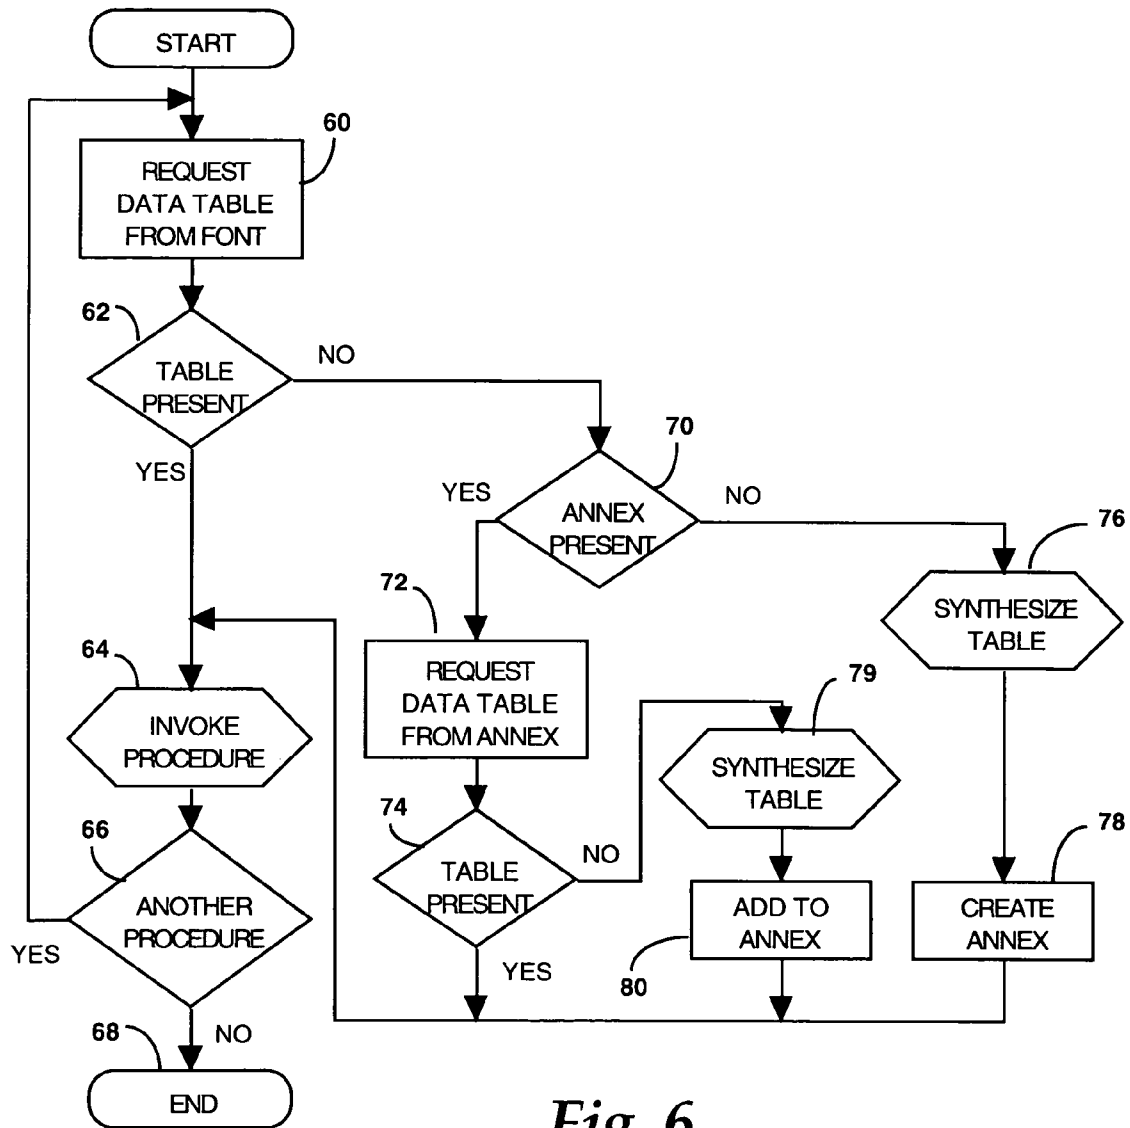 START
60
REQUEST
DATA TABLE
FROM FONT
62
TABLE
PRESENT
NO
YES
70
ANNEX
PRESENT
YES
NO
76
SYNTHESIZE
TABLE
72
REQUEST
DATA TABLE
FROM ANNEX
64
INVOKE
PROCEDURE
79
SYNTHESIZE
TABLE
74
TABLE
PRESENT
NO
YES
78
CREATE
ANNEX
66
ANOTHER
PROCEDURE
YES
ADD TO
ANNEX
80
NO
68
END
Fig. 6